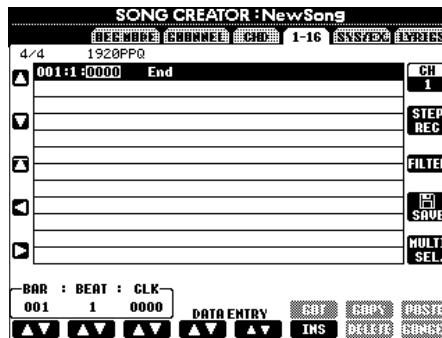 SONG CREATOR : NewSong
REC MODE CHANNEL CHD 1-16 SYS/EX. LYRICS
4/4 1920PPQ
001:1:0000 End
CH
1
STEP
REC
FILTER
SAVE
MULTI
SEL.
BAR : BEAT : CLK
001 1 0000
DATA ENTRY
CUT COPY PASTE
INS DELETE CANCEL